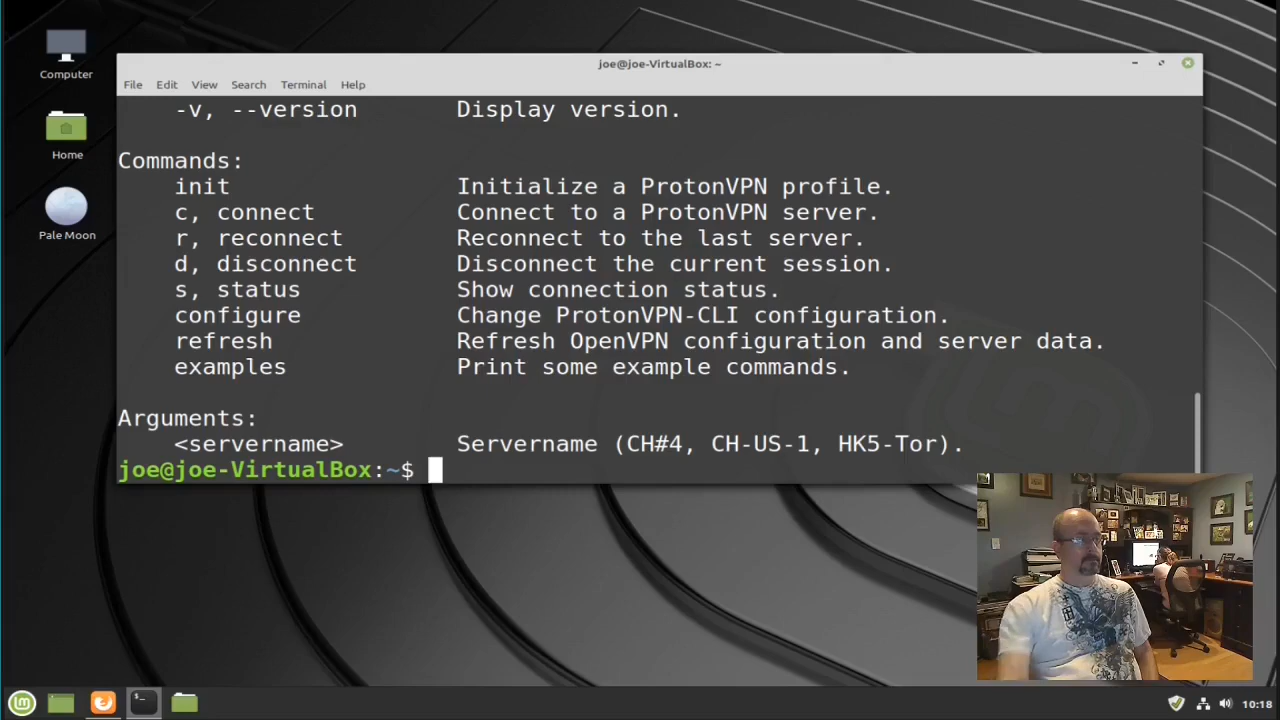 joe@joe-VirtualBox: ~
Computer
File Edit View Search Terminal Help
-v, --version Display version.
Home
Commands:
init Initialize a ProtonVPN profile.
c, connect Connect to a ProtonVPN server.
Pale Moon
r, reconnect Reconnect to the last server.
d, disconnect Disconnect the current session.
s, status Show connection status.
configure Change ProtonVPN-CLI configuration.
refresh Refresh OpenVPN configuration and server data.
examples Print some example commands.
Arguments:
<servername> Servername (CH#4, CH-US-1, HK5-Tor).
joe@joe-VirtualBox:~$
10:18